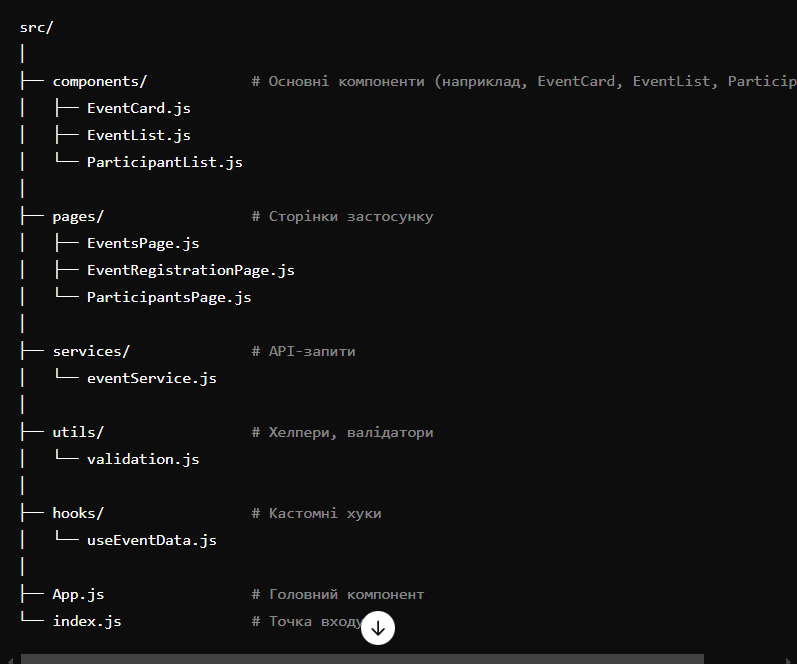 src/
│
├── components/ # Основні компоненти (наприклад, EventCard, EventList, Particip
│ ├── EventCard.js
│ ├── EventList.js
│ └── ParticipantList.js
│
├── pages/ # Сторінки застосунку
│ ├── EventsPage.js
│ ├── EventRegistrationPage.js
│ └── ParticipantsPage.js
│
├── services/ # API-запити
│ └── eventService.js
│
├── utils/ # Хелпери, валідатори
│ └── validation.js
│
├── hooks/ # Кастомні хуки
│ └── useEventData.js
│
├── App.js # Головний компонент
└── index.js # Точка входу